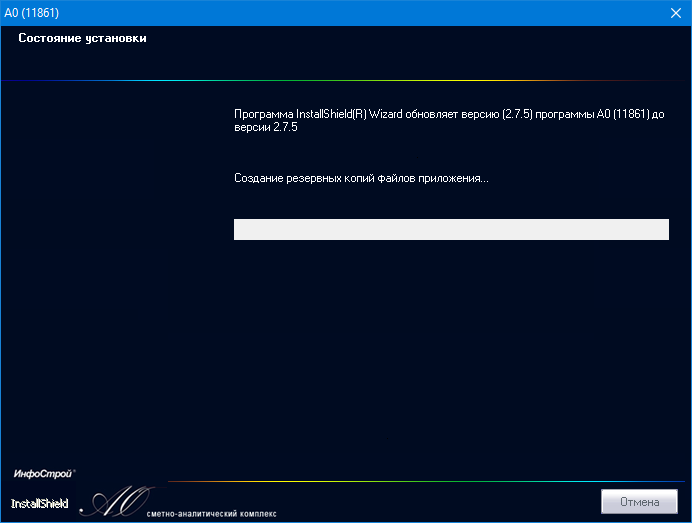 A0 (11861)
Состояние установки
Программа InstallShield(R) Wizard обновляет версию (2.7.5) программы A0 (11861) до
версии 2.7.5
Создание резервных копий файлов приложения...
ИнфоСтрой
InstallShield
A0
сметно-аналитический комплекс
Отмена